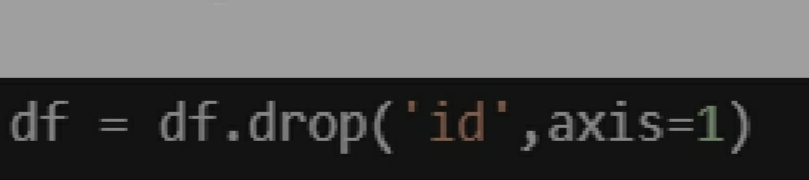 df = df.drop('id',axis=1)